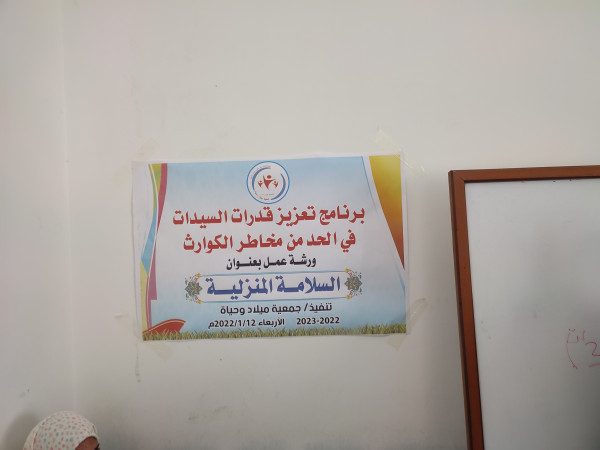 برنامج تعزيز قدرات السيدات
في الحد من مخاطر الكوارث
ورشة عمل بعنوان
السلامة المنزلية
تنفيذ/ جمعية ميلاد وحياة
2023-2022 الأربعاء 2022/1/12م